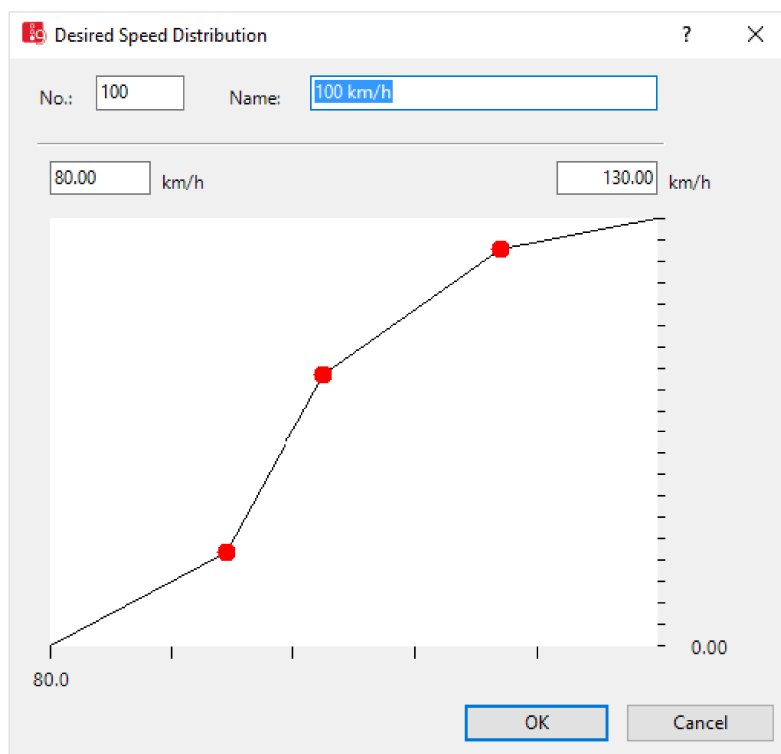 Desired Speed Distribution ?
No.: 100 Name: 100 km/h
80.00 km/h 130.00 km/h
0.00
80.0
OK Cancel